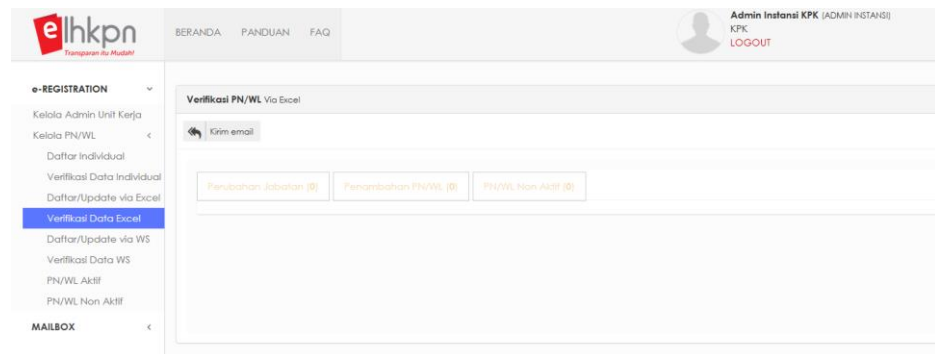 elhkpn
Transparan itu Mudah!
BERANDA PANDUAN FAQ
Admin Instansi KPK (ADMIN INSTANSI)
KPK
LOGOUT
e-REGISTRATION
Kelola Admin Unit Kerja
Kelola PN/WL
Daftar Individual
Verifikasi Data Individual
Daftar/Update via Excel
Verifikasi Data Excel
Daftar/Update via WS
Verifikasi Data WS
PN/WL Aktif
PN/WL Non Aktif
MAILBOX
Verifikasi PN/WL Via Excel
Kirim email
Perubahan Jabatan (0) Penambahan PN/WL (0) PN/WL Non Aktif (0)